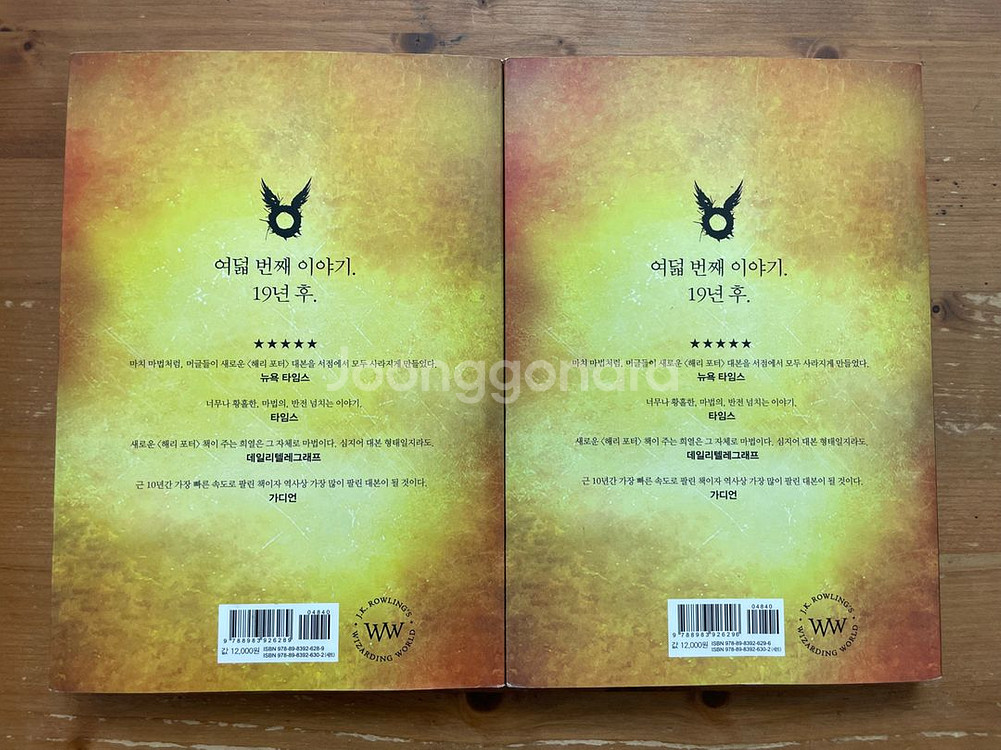 여덟 번째 이야기.
19년 후.
★★★★★
마치 마법처럼, 머글들이 새로운 〈해리 포터〉 대본을 서점에서 모두 사라지게 만들었다.
뉴욕 타임스
너무나 황홀한, 마법의, 반전 넘치는 이야기.
타임스
새로운 〈해리 포터〉 책이 주는 희열은 그 자체로 마법이다. 심지어 대본 형태일지라도.
데일리텔레그래프
근 10년간 가장 빠른 속도로 팔린 책이자 역사상 가장 많이 팔린 대본이 될 것이다.
가디언
04840
9 788983 926289
값 12,000원
ISBN 978-89-8392-628-9
ISBN 978-89-8392-630-2(세트)
J.K. ROWLING'S
WW
WIZARDING WORLD
여덟 번째 이야기.
19년 후.
★★★★★
마치 마법처럼, 머글들이 새로운 〈해리 포터〉 대본을 서점에서 모두 사라지게 만들었다.
뉴욕 타임스
너무나 황홀한, 마법의, 반전 넘치는 이야기.
타임스
새로운 〈해리 포터〉 책이 주는 희열은 그 자체로 마법이다. 심지어 대본 형태일지라도.
데일리텔레그래프
근 10년간 가장 빠른 속도로 팔린 책이자 역사상 가장 많이 팔린 대본이 될 것이다.
가디언
04840
9 788983 926296
값 12,000원
ISBN 978-89-8392-629-6
ISBN 978-89-8392-630-2(세트)
J.K. ROWLING'S
WW
WIZARDING WORLD
Joonggonara